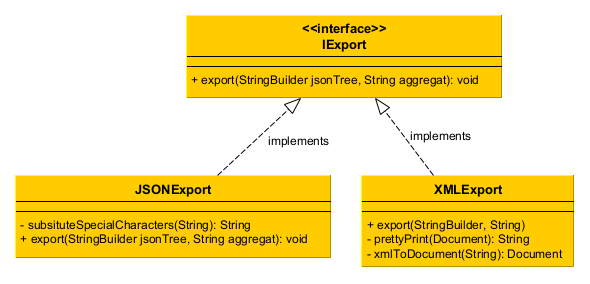 <<interface>>
IExport
+ export(StringBuilder jsonTree, String aggregat): void
implements
implements
JSONExport
- subsituteSpecialCharacters(String): String
+ export(StringBuilder jsonTree, String aggregat): void
XMLExport
+ export(StringBuilder, String)
- prettyPrint(Document): String
- xmlToDocument(String): Document